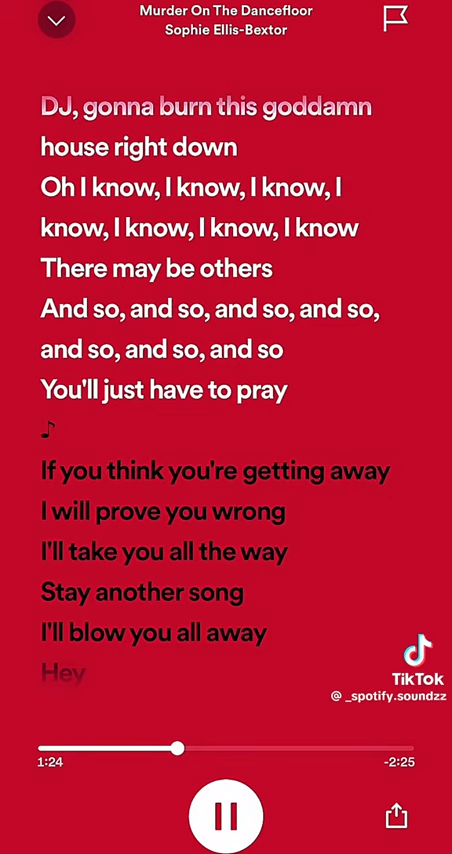 Murder On The Dancefloor
Sophie Ellis-Bextor
DJ, gonna burn this goddamn
house right down
Oh I know, I know, I know, I
know, I know, I know, I know
There may be others
And so, and so, and so, and so,
and so, and so, and so
You'll just have to pray
♪
If you think you're getting away
I will prove you wrong
I'll take you all the way
Stay another song
I'll blow you all away
Hey
TikTok
@ _spotify.soundzz
1:24
-2:25